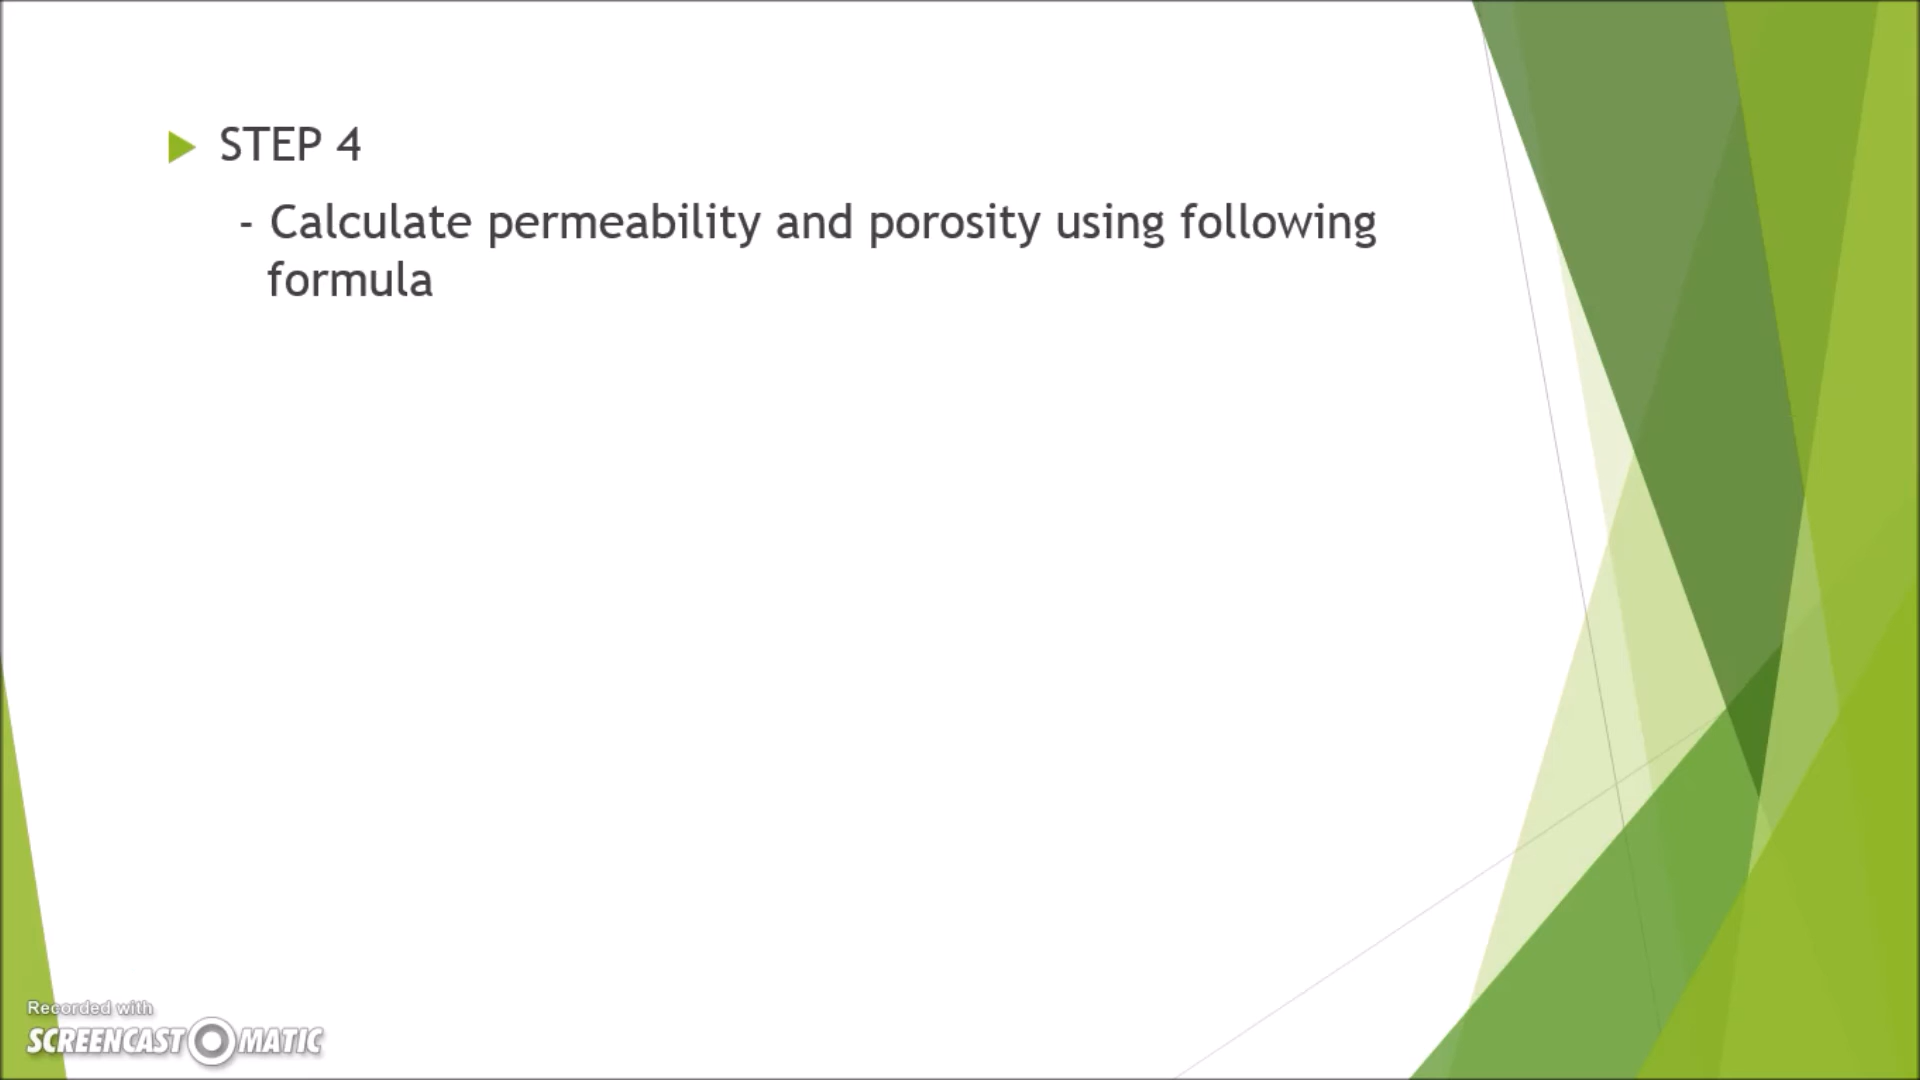 STEP 4
- Calculate permeability and porosity using following
formula
Recorded with
SCREENCAST MATIC